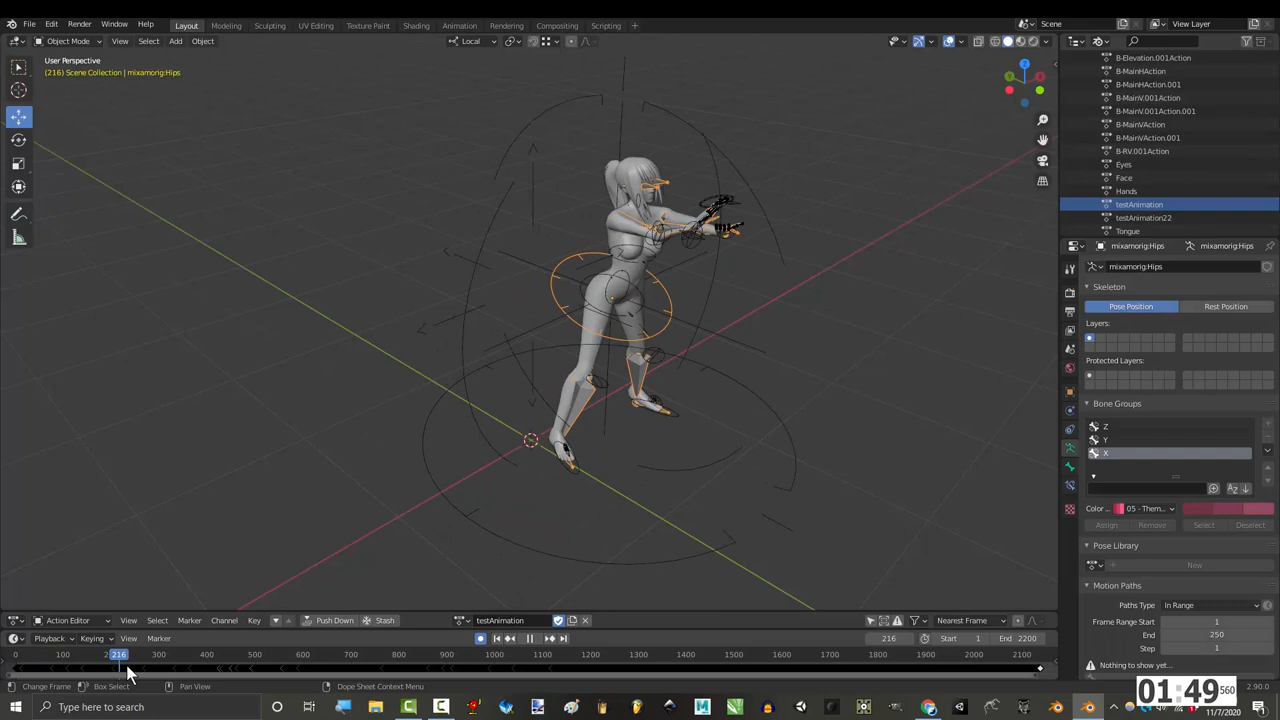 File Edit Render Window Help Layout Modeling Sculpting UV Editing Texture Paint Shading Animation Rendering Compositing Scripting + Scene View Layer
Object Mode View Select Add Object Local
User Perspective
(216) Scene Collection | mixamorig:Hips
B-Elevation.001Action
B-MainHAction
B-MainHAction.001
B-MainV.001Action
B-MainV.001Action.001
B-MainVAction
B-MainVAction.001
B-RV.001Action
Eyes
Face
Hands
testAnimation
testAnimation22
Tongue
mixamorig:Hips mixamorig:Hips
mixamorig:Hips
Skeleton
Pose Position Rest Position
Layers:
Protected Layers:
Bone Groups
Z
Y
X
Color ... 05 - Them...
Assign Remove Select Deselect
Pose Library
New
Motion Paths
Paths Type In Range
Frame Range Start 1
End 250
Step 1
Nothing to show yet...
Action Editor View Select Marker Channel Key Push Down Stash testAnimation Nearest Frame
Playback Keying View Marker 216 Start 1 End 2200
0 100 216 300 400 500 600 700 800 900 1000 1100 1200 1300 1400 1500 1600 1700 1800 1900 2000 2100
Change Frame Box Select Pan View Dope Sheet Context Menu 2.90.0
01:49 560
Type here to search
11/7/2020